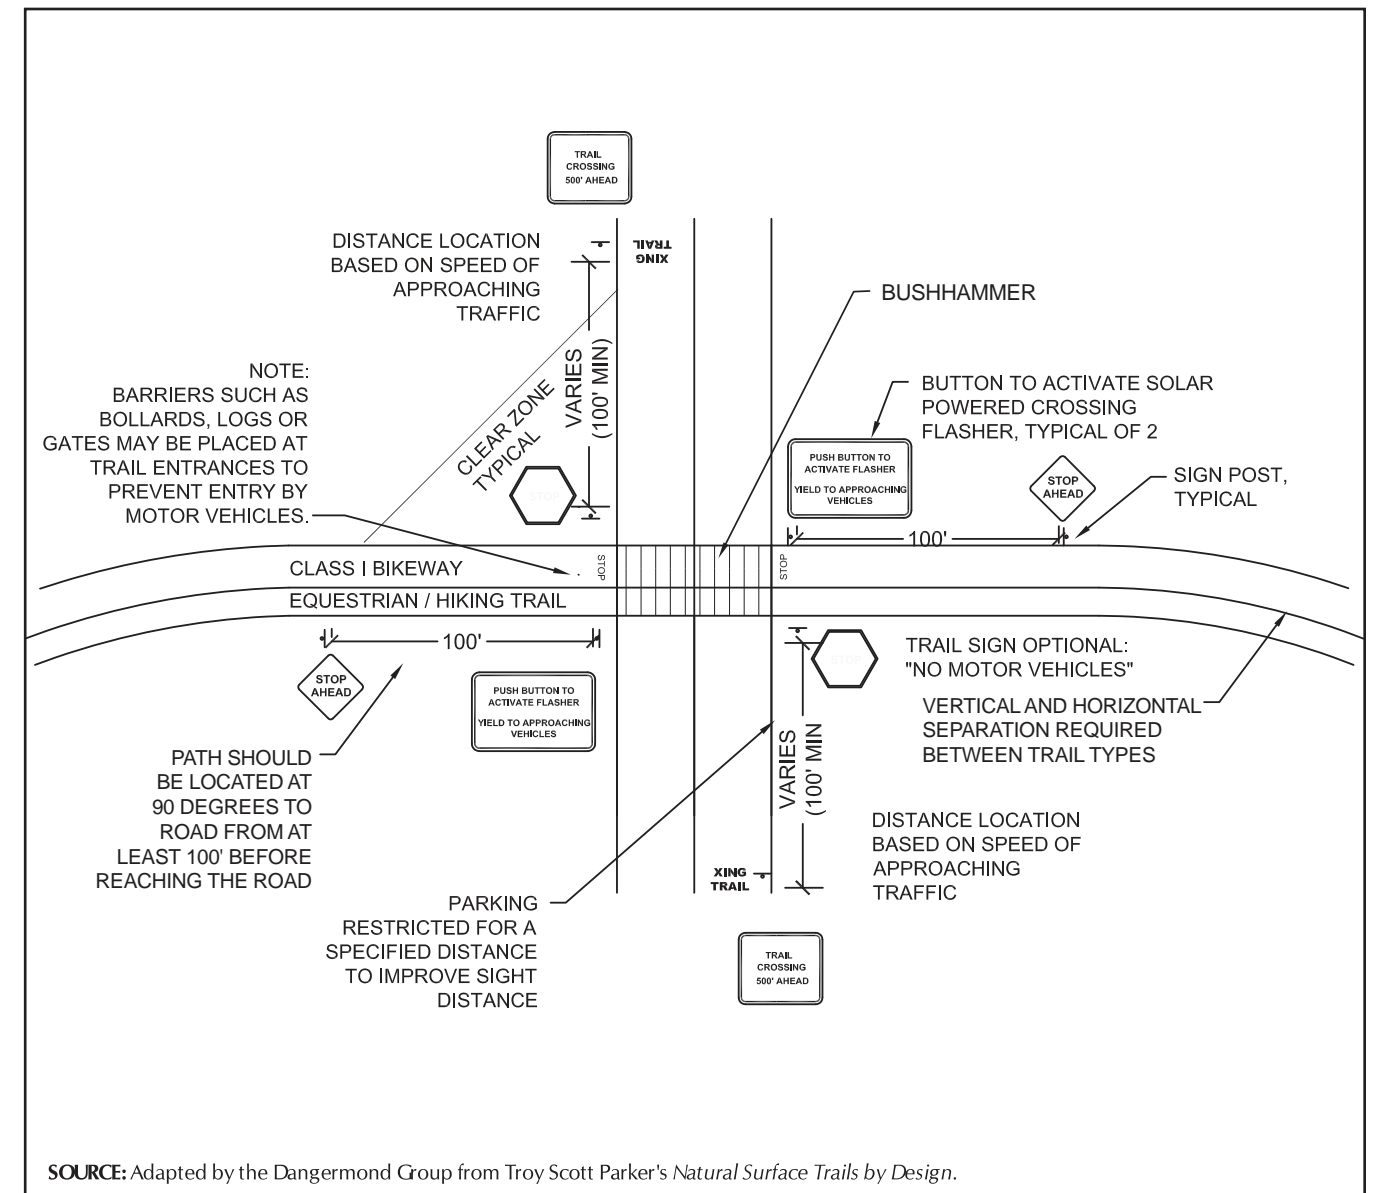 TRAIL
CROSSING
500' AHEAD
DISTANCE LOCATION
BASED ON SPEED OF
APPROACHING
TRAFFIC
XING
TRAIL
BUSHHAMMER
VARIES
(100' MIN)
CLEAR ZONE
TYPICAL
STOP
NOTE:
BARRIERS SUCH AS
BOLLARDS, LOGS OR
GATES MAY BE PLACED AT
TRAIL ENTRANCES TO
PREVENT ENTRY BY
MOTOR VEHICLES.
BUTTON TO ACTIVATE SOLAR
POWERED CROSSING
FLASHER, TYPICAL OF 2
PUSH BUTTON TO
ACTIVATE FLASHER
YIELD TO APPROACHING
VEHICLES
STOP
AHEAD
SIGN POST,
TYPICAL
100'
CLASS I BIKEWAY
STOP
STOP
EQUESTRIAN / HIKING TRAIL
100'
STOP
AHEAD
PUSH BUTTON TO
ACTIVATE FLASHER
YIELD TO APPROACHING
VEHICLES
STOP
TRAIL SIGN OPTIONAL:
"NO MOTOR VEHICLES"
VERTICAL AND HORIZONTAL
SEPARATION REQUIRED
BETWEEN TRAIL TYPES
PATH SHOULD
BE LOCATED AT
90 DEGREES TO
ROAD FROM AT
LEAST 100' BEFORE
REACHING THE ROAD
VARIES
(100' MIN
DISTANCE LOCATION
BASED ON SPEED OF
APPROACHING
TRAFFIC
XING
TRAIL
PARKING
RESTRICTED FOR A
SPECIFIED DISTANCE
TO IMPROVE SIGHT
DISTANCE
TRAIL
CROSSING
500' AHEAD
SOURCE: Adapted by the Dangermond Group from Troy Scott Parker's Natural Surface Trails by Design.